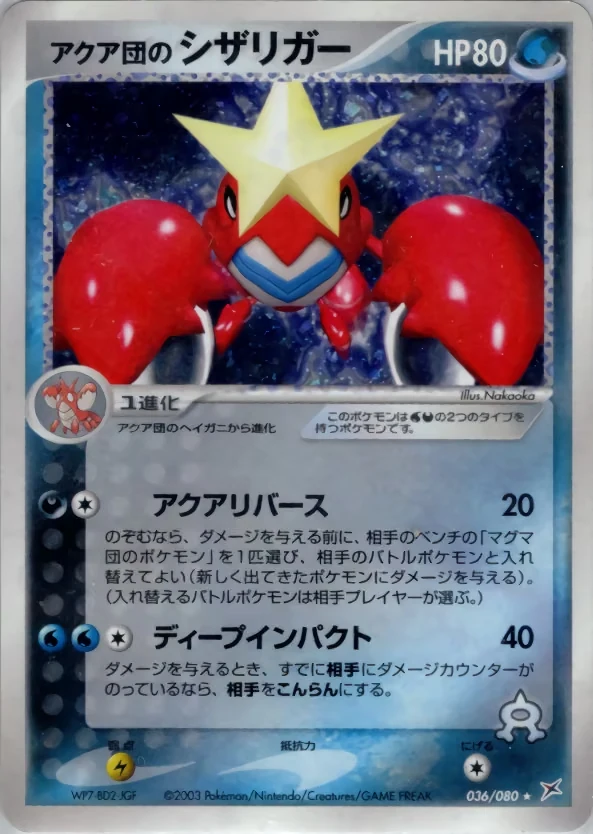 アクア団の シザリガー HP80
Illus. Nakaoka
1進化
アクア団のヘイガニから進化
このポケモンは の2つのタイプを
持つポケモンです。
アクアリバース 20
のぞむなら、ダメージを与える前に、相手のベンチの「マグマ
団のポケモン」を1匹選び、相手のバトルポケモンと入れ
替えてよい(新しく出てきたポケモンにダメージを与える)。
(入れ替えるバトルポケモンは相手プレイヤーが選ぶ。)
ディープインパクト 40
ダメージを与えるとき、すでに相手にダメージカウンターが
のっているなら、相手をこんらんにする。
弱点 抵抗力 にげる
WP7-BD2-JGF ©2003 Pokémon/Nintendo/Creatures/GAME FREAK 036/080 ★